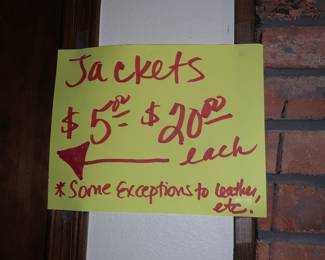 Jackets
$5.00 $20.00
each
*Some Exceptions to leather,
etc.